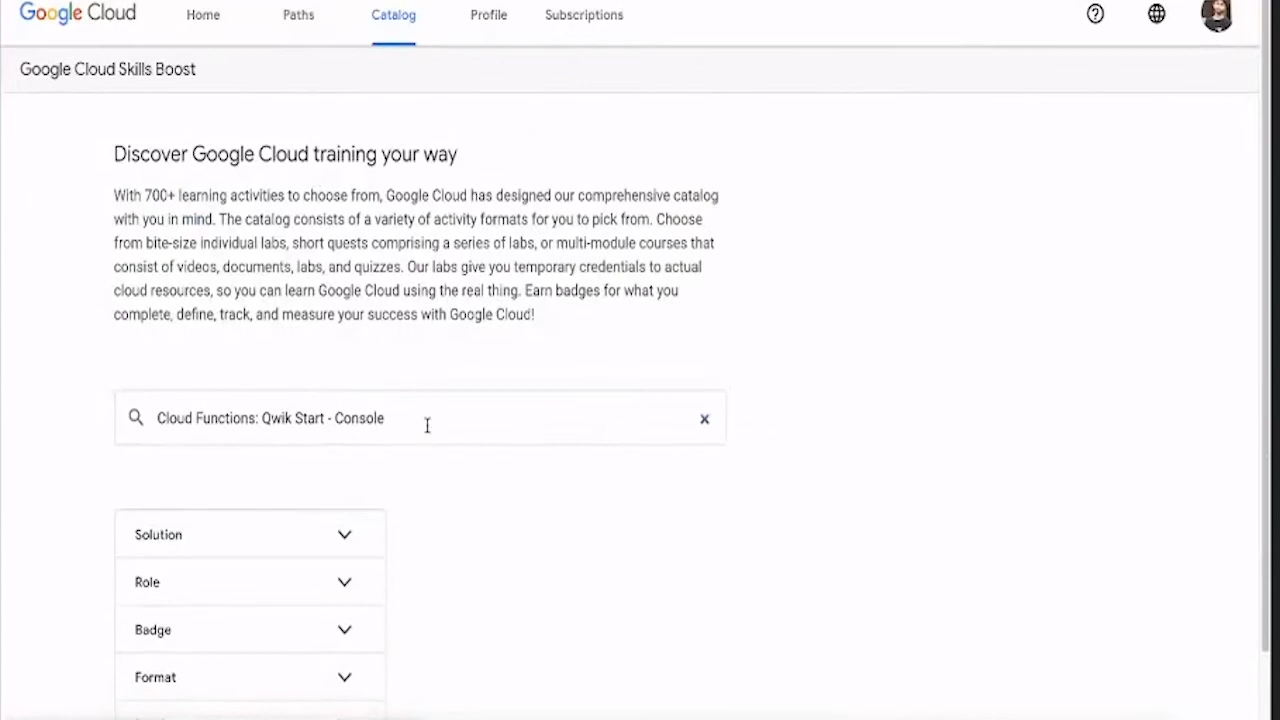 Google Cloud
Home
Paths
Catalog
Profile
Subscriptions
Google Cloud Skills Boost
Discover Google Cloud training your way
With 700+ learning activities to choose from, Google Cloud has designed our comprehensive catalog
with you in mind. The catalog consists of a variety of activity formats for you to pick from. Choose
from bite-size individual labs, short quests comprising a series of labs, or multi-module courses that
consist of videos, documents, labs, and quizzes. Our labs give you temporary credentials to actual
cloud resources, so you can learn Google Cloud using the real thing. Earn badges for what you
complete, define, track, and measure your success with Google Cloud!
Cloud Functions: Qwik Start - Console
Solution
Role
Badge
Format